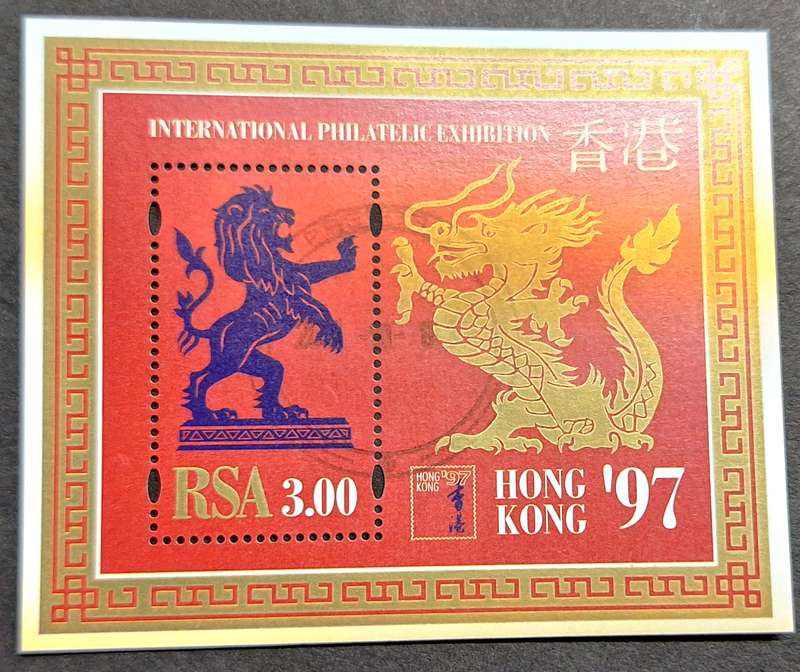 INTERNATIONAL PHILATELIC EXHIBITION 香港
RSA 3.00
HONG KONG '97
香港
HONG
KONG
'97